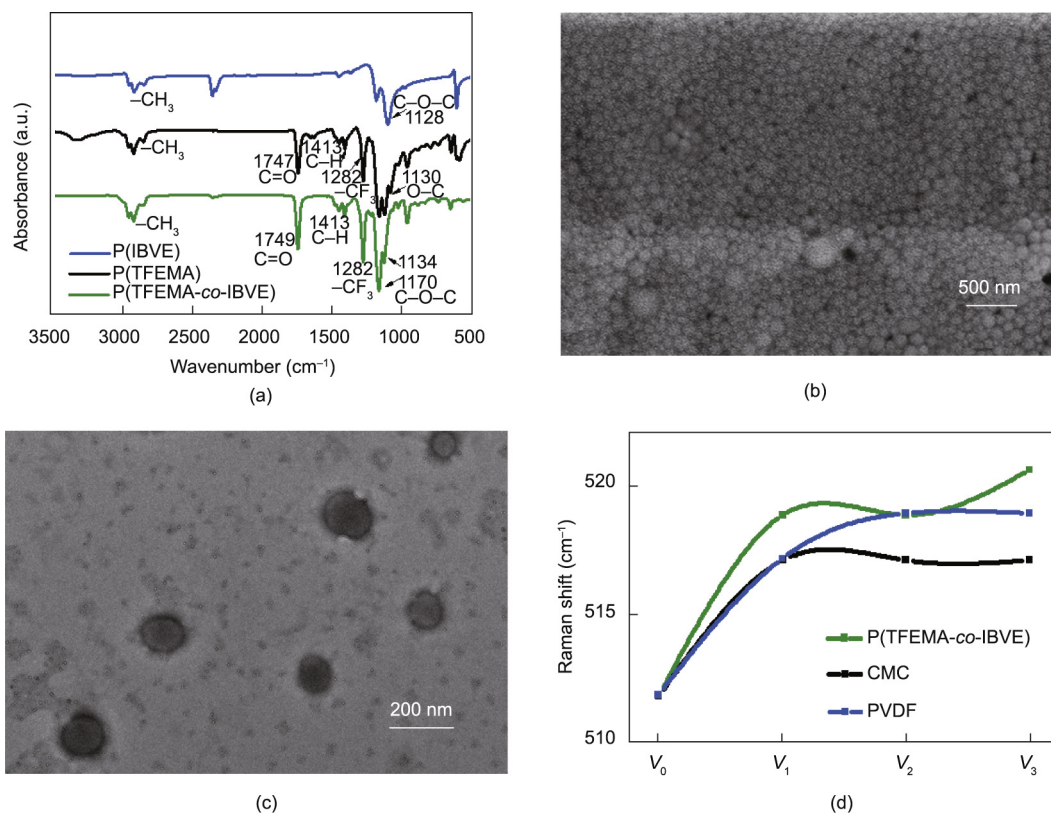 Absorbance (a.u.)
–CH3
C–O–C
1128
–CH3
1747
C=O
1413
C–H
1282
–CF3
1130
O–C
–CH3
1749
C=O
1413
C–H
1282
–CF3
1134
1170
C–O–C
P(IBVE)
P(TFEMA)
P(TFEMA-co-IBVE)
3500 3000 2500 2000 1500 1000 500
Wavenumber (cm⁻¹)
(a)
500 nm
(b)
200 nm
(c)
Raman shift (cm⁻¹)
520
515
510
P(TFEMA-co-IBVE)
CMC
PVDF
V0 V1 V2 V3
(d)